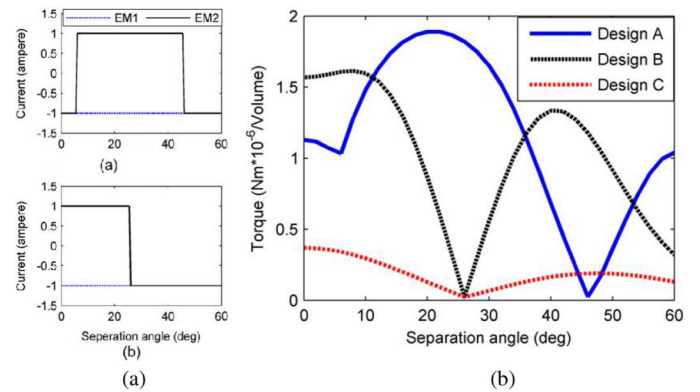 EM1 EM2
Current (ampere)
1.5
1
0.5
0
-0.5
-1
-1.5
0 20 40 60
(a)
Current (ampere)
1.5
1
0.5
0
-0.5
-1
-1.5
0 20 40 60
Seperation angle (deg)
(b)
(a)
Torque (Nm*10^-6/Volume)
2
1.5
1
0.5
0
Design A
Design B
Design C
0 10 20 30 40 50 60
Separation angle (deg)
(b)